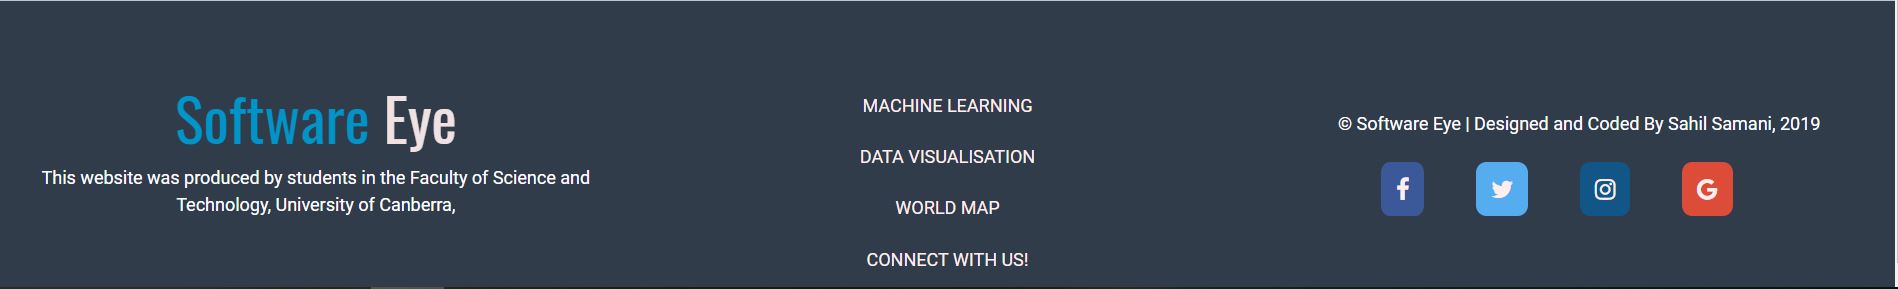 Software Eye
This website was produced by students in the Faculty of Science and
Technology, University of Canberra,
MACHINE LEARNING
DATA VISUALISATION
WORLD MAP
CONNECT WITH US!
© Software Eye | Designed and Coded By Sahil Samani, 2019